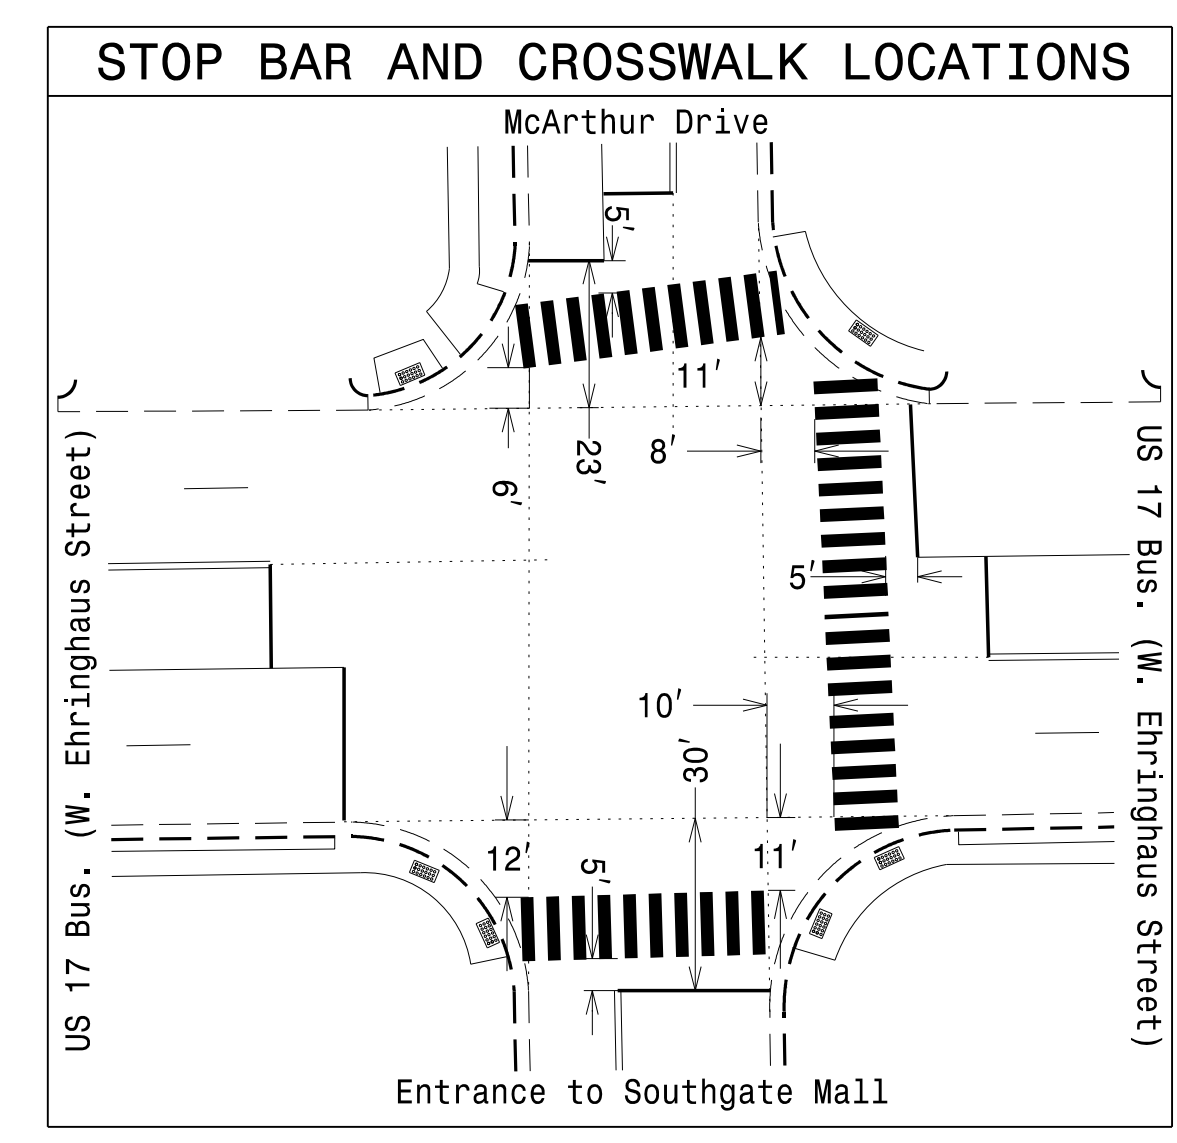 STOP BAR AND CROSSWALK LOCATIONS
McArthur Drive
5'
11'
8'
23'
6'
5'
10'
30'
12'
5'
11'
US 17 Bus. (W. Ehringhaus Street)
US 17 Bus. (W. Ehringhaus Street)
Entrance to Southgate Mall